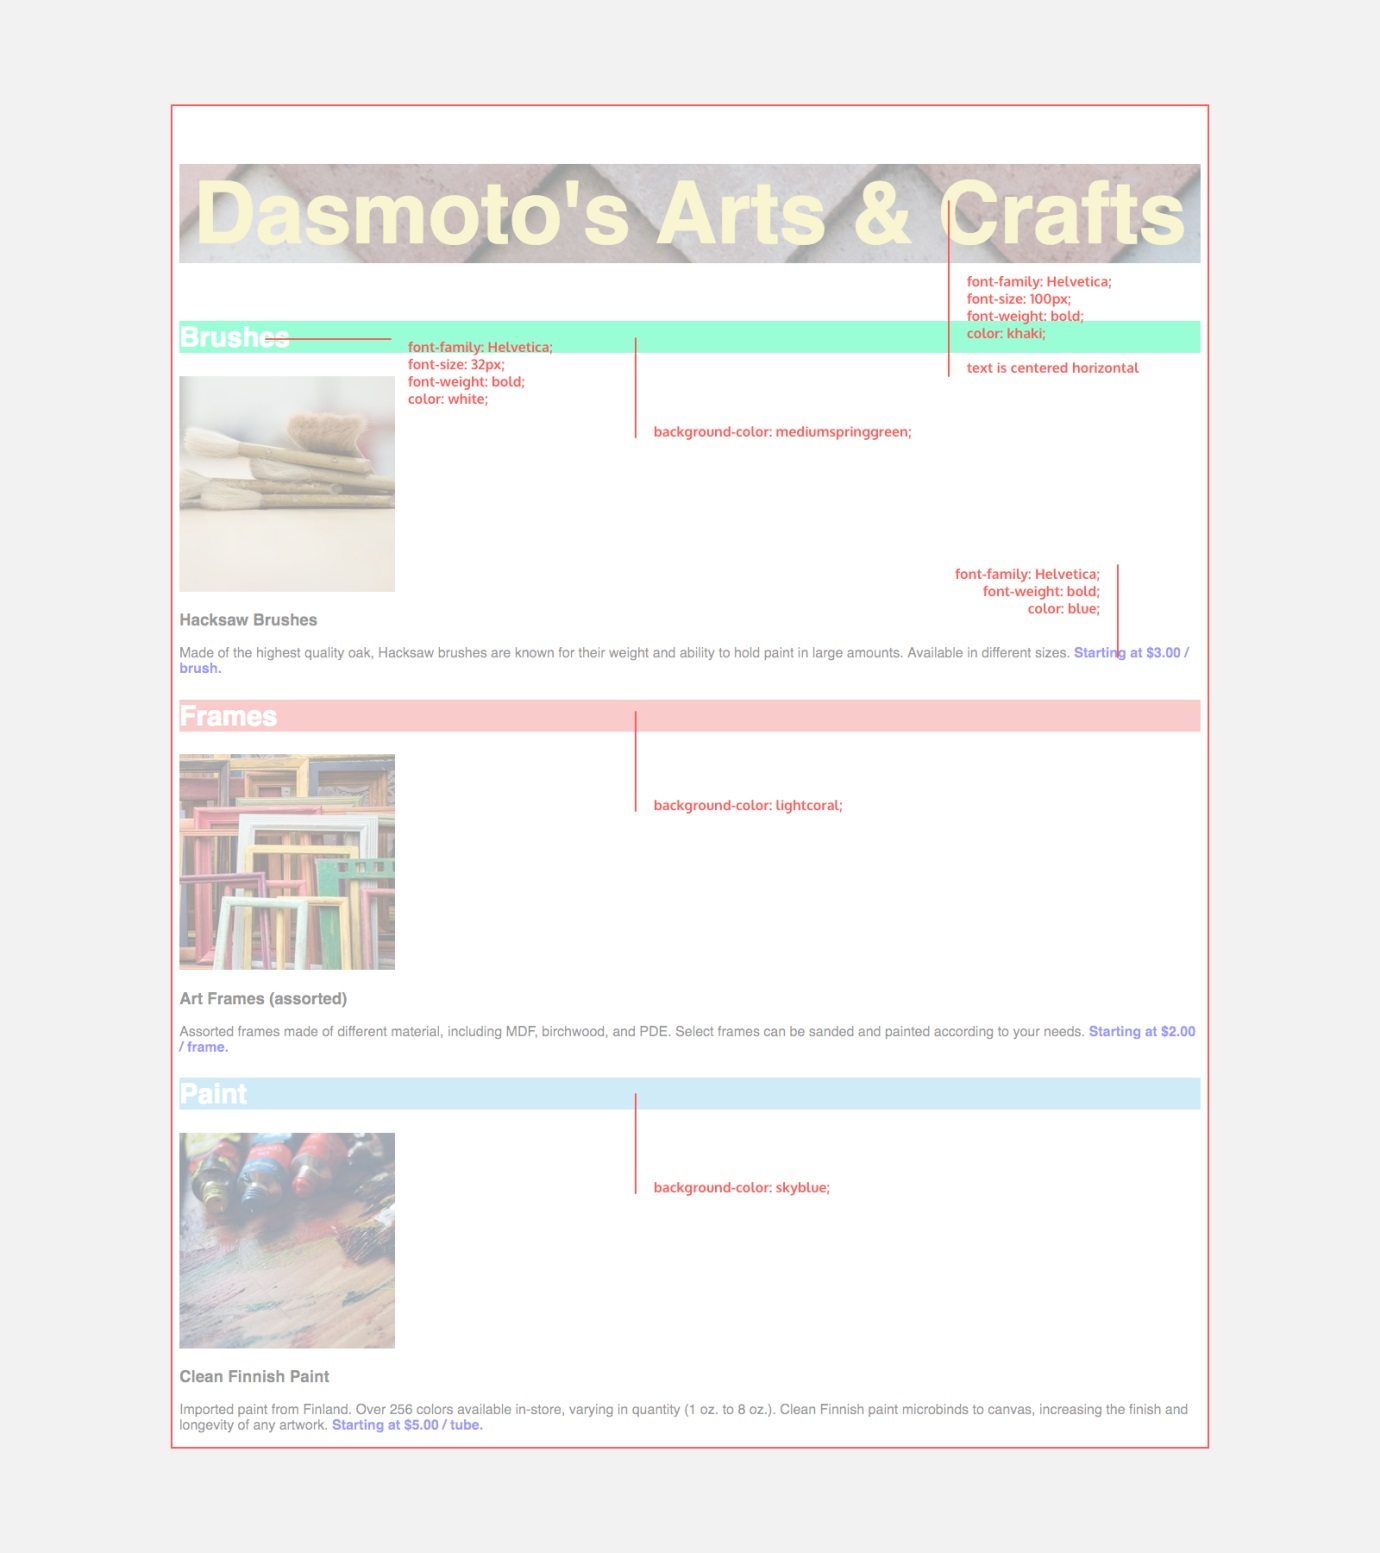 Dasmoto's Arts & Crafts
font-family: Helvetica;
font-size: 100px;
font-weight: bold;
color: khaki;
text is centered horizontal
Brushes
font-family: Helvetica;
font-size: 32px;
font-weight: bold;
color: white;
background-color: mediumspringgreen;
font-family: Helvetica;
font-weight: bold;
color: blue;
Hacksaw Brushes
Made of the highest quality oak, Hacksaw brushes are known for their weight and ability to hold paint in large amounts. Available in different sizes. Starting at $3.00 /
brush.
Frames
background-color: lightcoral;
Art Frames (assorted)
Assorted frames made of different material, including MDF, birchwood, and PDE. Select frames can be sanded and painted according to your needs. Starting at $2.00
/ frame.
Paint
background-color: skyblue;
Clean Finnish Paint
Imported paint from Finland. Over 256 colors available in-store, varying in quantity (1 oz. to 8 oz.). Clean Finnish paint microbinds to canvas, increasing the finish and
longevity of any artwork. Starting at $5.00 / tube.